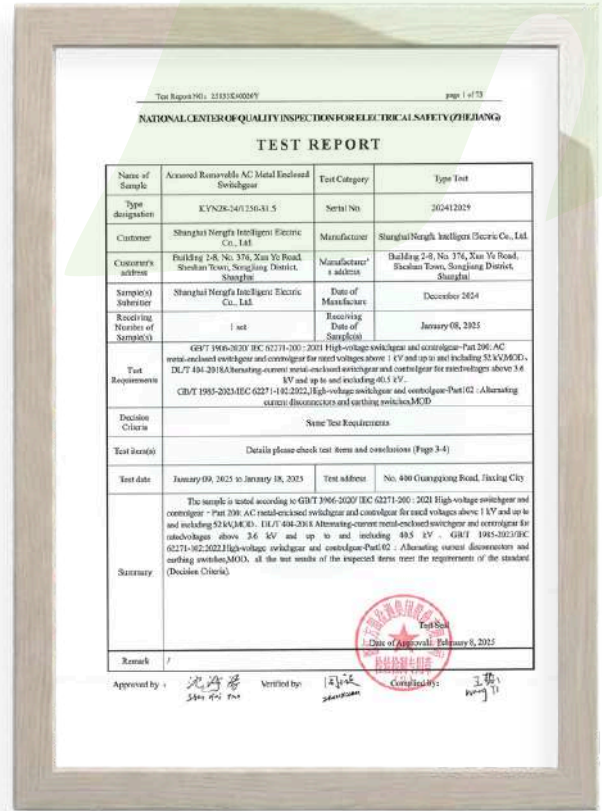 page 1 of 73
NATIONAL CENTER OF QUALITY INSPECTION FOR ELECTRICAL SAFETY (ZHEJIANG)
TEST REPORT
Name of Sample
Armored Removable AC Metal Enclosed Switchgear
Test Category
Type Test
Type designation
KYN28-24/1250-31.5
Serial No.
202412029
Customer
Shanghai Nengfa Intelligent Electric Co., Ltd.
Manufacturer
Shanghai Nengfa Intelligent Electric Co., Ltd.
Customer's address
Building 2-8, No. 376, Xun Ye Road, Sheshan Town, Songjiang District, Shanghai
Manufacturer's address
Building 2-8, No. 376, Xun Ye Road, Sheshan Town, Songjiang District, Shanghai
Sample(s) Submitter
Shanghai Nengfa Intelligent Electric Co., Ltd.
Date of Manufacture
December 2024
Receiving Number of Sample(s)
1 set
Receiving Date of Sample(s)
January 08, 2025
Test Requirements
GB/T 3906-2020/ IEC 62271-200 : 2021 High-voltage switchgear and controlgear-Part 200: AC
metal-enclosed switchgear and controlgear for rated voltages above 1 kV and up to and including 52 kV,MOD、
DL/T 404-2018Alternating-current metal-enclosed switchgear and controlgear for ratedvoltages above 3.6
kV and up to and including 40.5 kV、
GB/T 1985-2023/IEC 62271-102:2022,High-voltage switchgear and controlgear-Part102 : Alternating
current disconnectors and earthing switches,MOD
Decision Criteria
Same Test Requirements
Test item(s)
Details please check test items and conclusions (Page 3-4)
Test date
January 09, 2025 to January 18, 2025
Test address
No. 400 Guangqiong Road, Jiaxing City
Summary
The sample is tested according to GB/T 3906-2020/ IEC 62271-200 : 2021 High-voltage switchgear and
controlgear - Part 200: AC metal-enclosed switchgear and controlgear for rated voltages above 1 kV and up to
and including 52 kV,MOD、DL/T 404-2018 Alternating-current metal-enclosed switchgear and controlgear for
ratedvoltages above 3.6 kV and up to and including 40.5 kV、GB/T 1985-2023/IEC
62271-102:2022,High-voltage switchgear and controlgear-Part102 : Alternating current disconnectors and
earthing switches,MOD, all the test results of the inspected items meet the requirements of the standard
(Decision Criteria).
Test Seal
Date of Approval: February 8, 2025
检验检测专用章
Remark
/
Approved by :
Verified by:
Compiled by:
Wang Yi